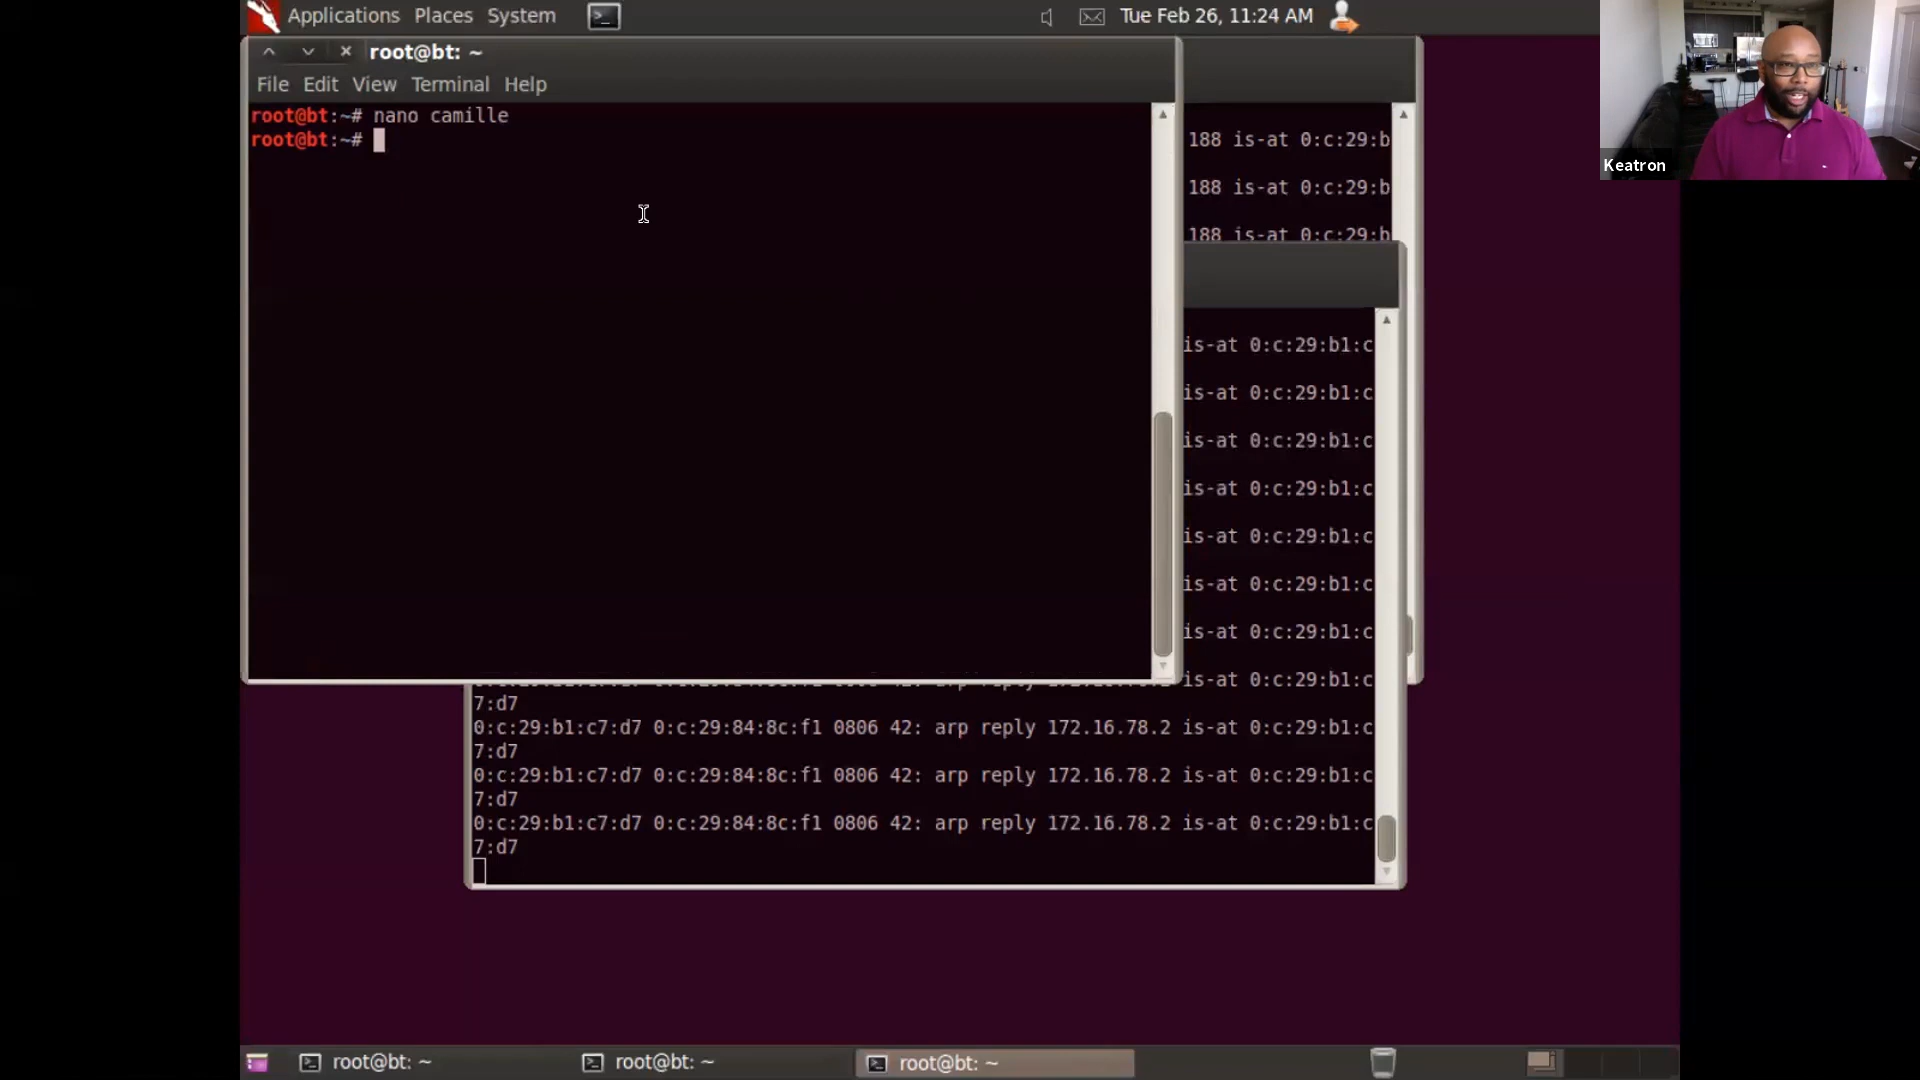 Applications Places System
Tue Feb 26, 11:24 AM
Keatron
root@bt: ~
File Edit View Terminal Help
root@bt:~# nano camille
root@bt:~#
188 is-at 0:c:29:b
188 is-at 0:c:29:b
188 is-at 0:c:29:b
is-at 0:c:29:b1:c
is-at 0:c:29:b1:c
is-at 0:c:29:b1:c
is-at 0:c:29:b1:c
is-at 0:c:29:b1:c
is-at 0:c:29:b1:c
is-at 0:c:29:b1:c
is-at 0:c:29:b1:c
7:d7
0:c:29:b1:c7:d7 0:c:29:84:8c:f1 0806 42: arp reply 172.16.78.2 is-at 0:c:29:b1:c
7:d7
0:c:29:b1:c7:d7 0:c:29:84:8c:f1 0806 42: arp reply 172.16.78.2 is-at 0:c:29:b1:c
7:d7
0:c:29:b1:c7:d7 0:c:29:84:8c:f1 0806 42: arp reply 172.16.78.2 is-at 0:c:29:b1:c
7:d7
root@bt: ~
root@bt: ~
root@bt: ~